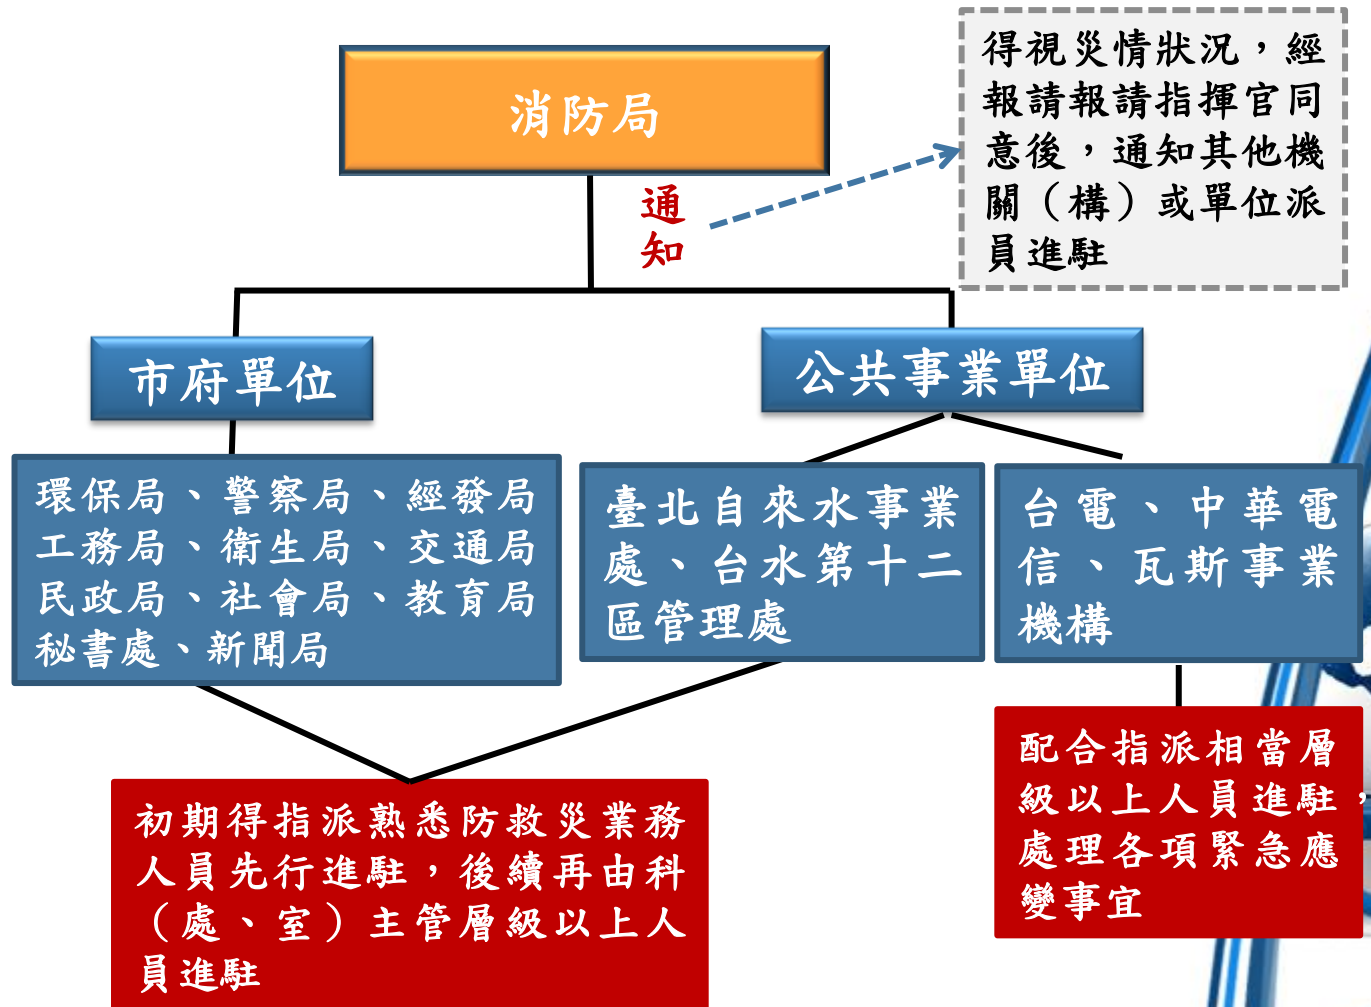 消防局
通
知
得視災情狀況，經
報請報請指揮官同
意後，通知其他機
關（構）或單位派
員進駐
市府單位
公共事業單位
環保局、警察局、經發局
工務局、衛生局、交通局
民政局、社會局、教育局
秘書處、新聞局
臺北自來水事業
處、台水第十二
區管理處
台電、中華電
信、瓦斯事業
機構
初期得指派熟悉防救災業務
人員先行進駐，後續再由科
（處、室）主管層級以上人
員進駐
配合指派相當層
級以上人員進駐，
處理各項緊急應
變事宜